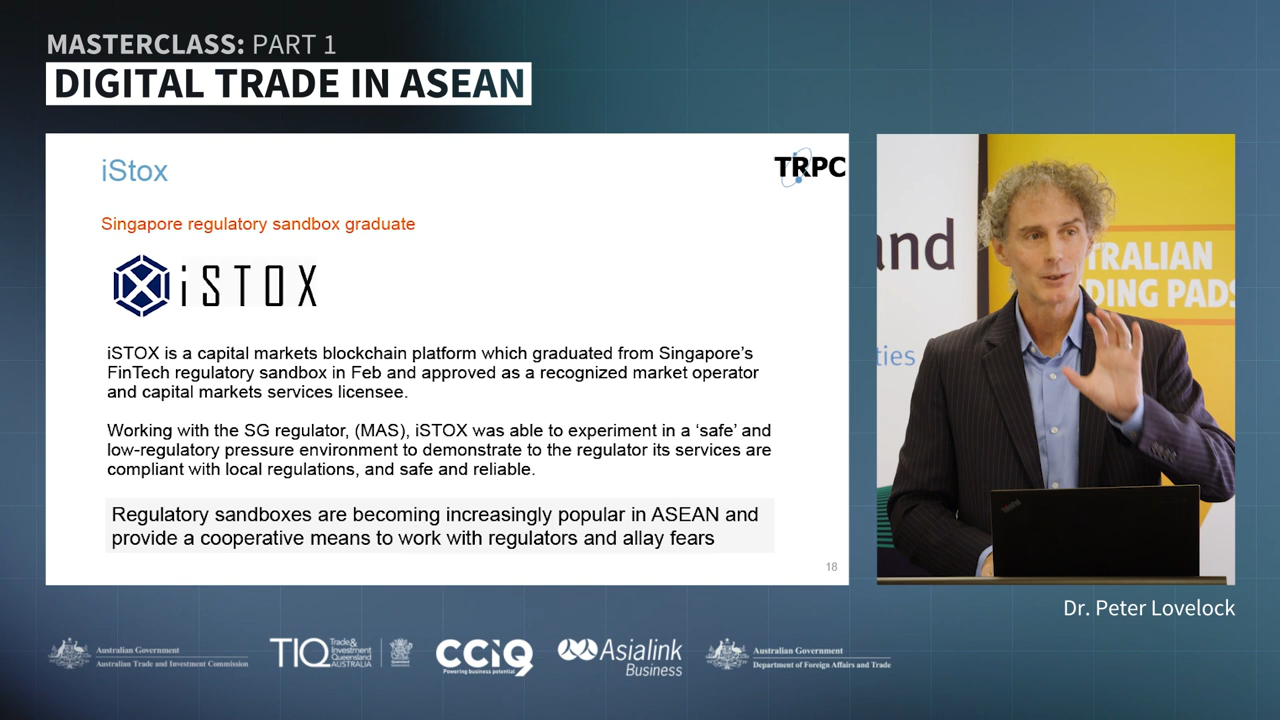 MASTERCLASS: PART 1
DIGITAL TRADE IN ASEAN
iStox
TRPC
Singapore regulatory sandbox graduate
iSTOX
iSTOX is a capital markets blockchain platform which graduated from Singapore's
FinTech regulatory sandbox in Feb and approved as a recognized market operator
and capital markets services licensee.
Working with the SG regulator, (MAS), iSTOX was able to experiment in a 'safe' and
low-regulatory pressure environment to demonstrate to the regulator its services are
compliant with local regulations, and safe and reliable.
Regulatory sandboxes are becoming increasingly popular in ASEAN and
provide a cooperative means to work with regulators and allay fears
18
and
ties
TRALIAN
DING PADS
Dr. Peter Lovelock
Australian Government
Australian Trade and Investment Commission
TIQ
Trade &
Investment
Queensland
AUSTRALIA
CCIQ
Powering business potential
Asialink
Business
Australian Government
Department of Foreign Affairs and Trade